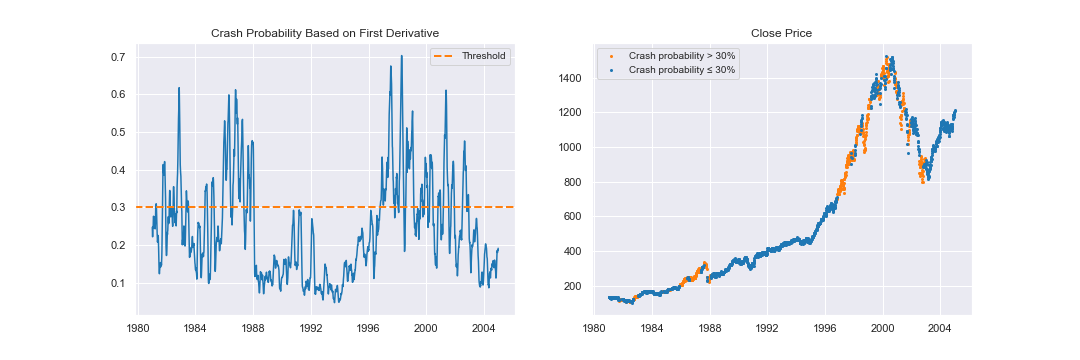 Crash Probability Based on First Derivative
Threshold
0.7
0.6
0.5
0.4
0.3
0.2
0.1
1980 1984 1988 1992 1996 2000 2004
Close Price
Crash probability > 30%
Crash probability ≤ 30%
1400
1200
1000
800
600
400
200
1980 1984 1988 1992 1996 2000 2004